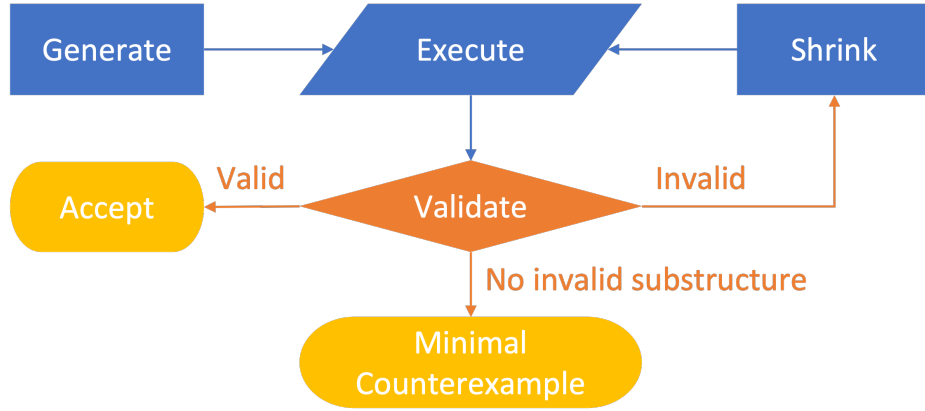 Generate
Execute
Shrink
Valid
Invalid
Accept
Validate
No invalid substructure
Minimal
Counterexample